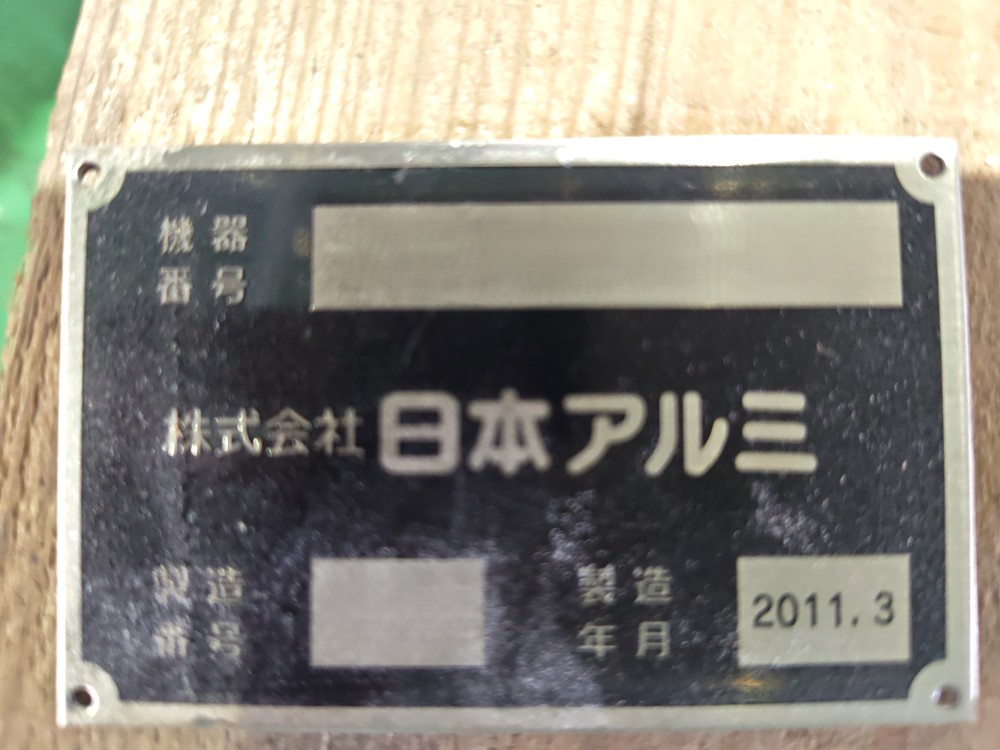 機器
番号
株式会社日本アルミ
製造
番号
製造
年月
2011.3